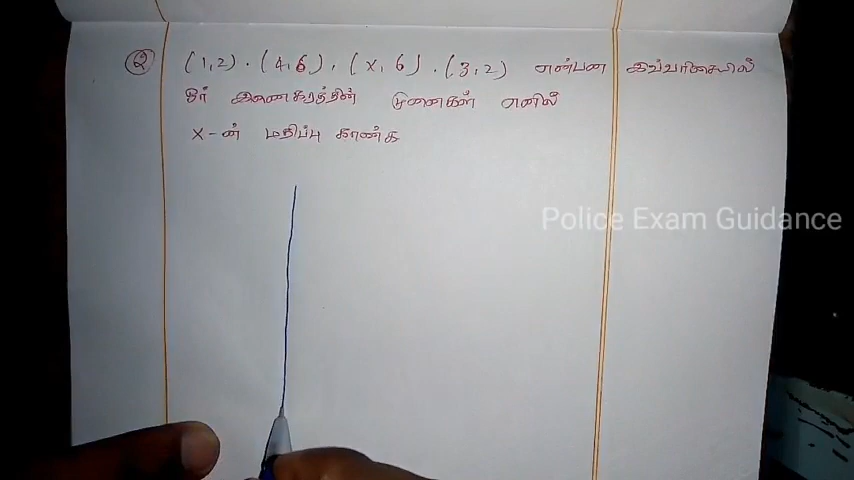 Q (1,2). (4,6), (x, 6). (3,2) என்பன இவ்வரிசையில்
ஓர் இணைகரத்தின் முனைகள் எனில்
x-ன் மதிப்பு காண்க
Police Exam Guidance